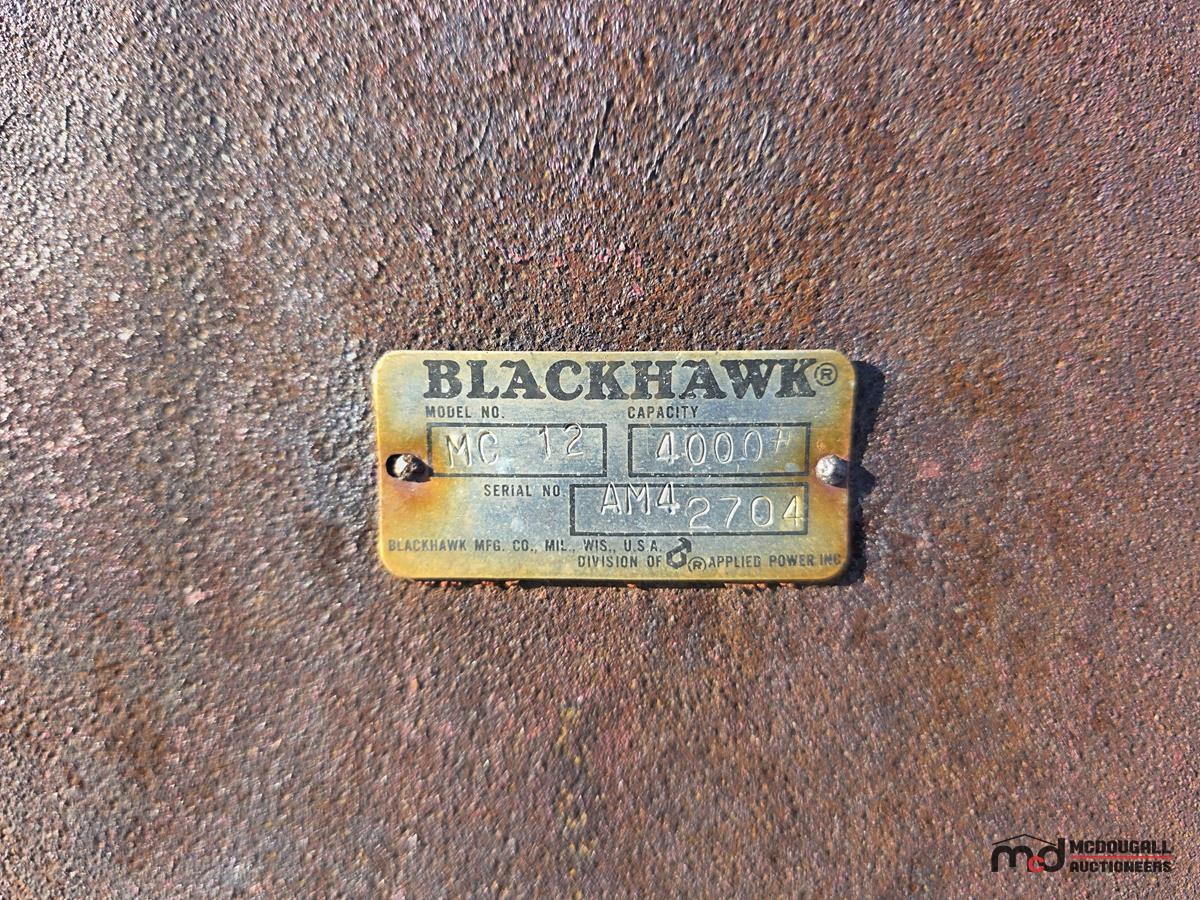 BLACKHAWK®
MODEL NO. CAPACITY
MC 12 4000#
SERIAL NO AM4 2704
BLACKHAWK MFG. CO., MIL., WIS., U.S.A.
DIVISION OF ® APPLIED POWER INC
mcd MCDOUGALL
AUCTIONEERS